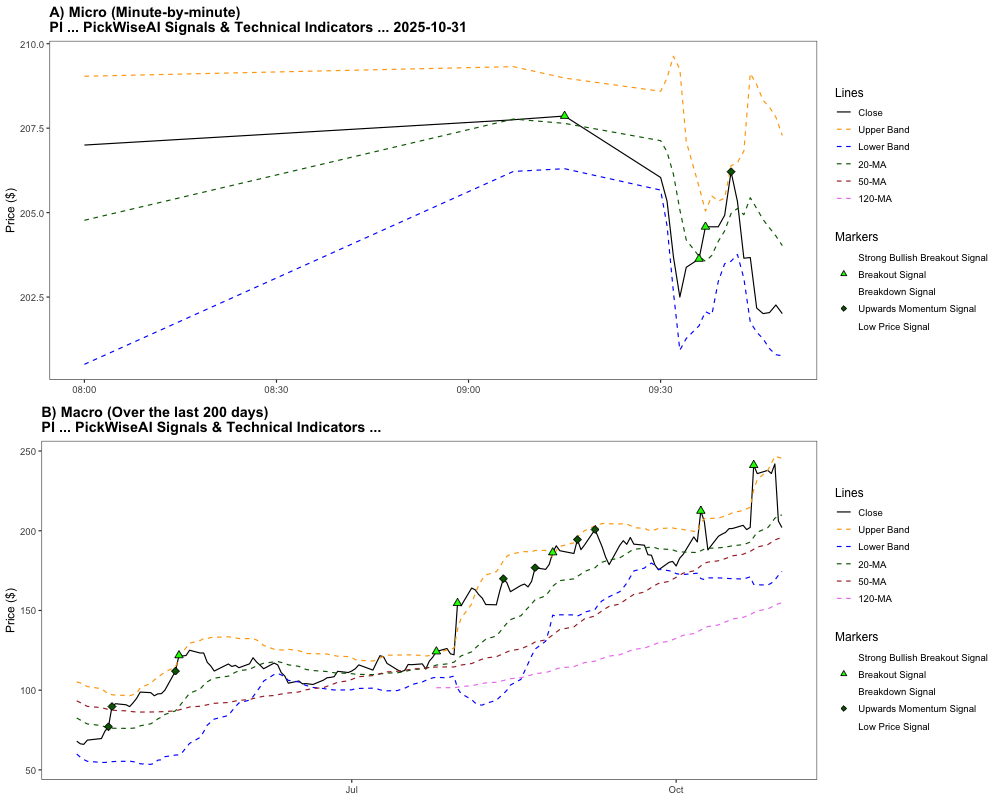 A) Micro (Minute-by-minute)
PI ... PickWiseAI Signals & Technical Indicators ... 2025-10-31
210.0
207.5
205.0
202.5
Price ($)
08:00
08:30
09:00
09:30
Lines
Close
Upper Band
Lower Band
20-MA
50-MA
120-MA
Markers
Strong Bullish Breakout Signal
Breakout Signal
Breakdown Signal
Upwards Momentum Signal
Low Price Signal
B) Macro (Over the last 200 days)
PI ... PickWiseAI Signals & Technical Indicators ...
250
200
150
100
50
Price ($)
Jul
Oct
Lines
Close
Upper Band
Lower Band
20-MA
50-MA
120-MA
Markers
Strong Bullish Breakout Signal
Breakout Signal
Breakdown Signal
Upwards Momentum Signal
Low Price Signal